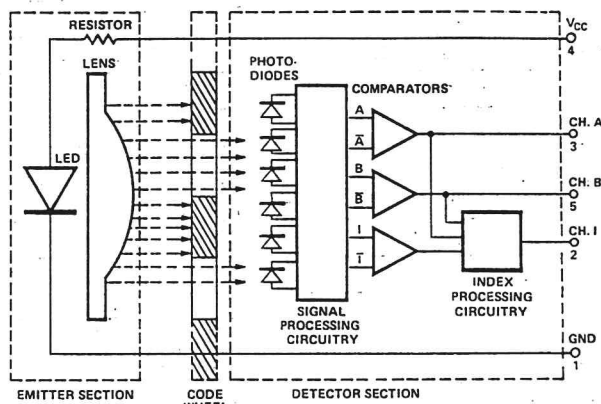 RESISTOR
VCC
4
LENS
PHOTO-
DIODES
COMPARATORS
A
A
CH. A
3
LED
B
B
CH. B
5
I
I
CH. I
2
INDEX
PROCESSING
CIRCUITRY
SIGNAL
PROCESSING
CIRCUITRY
GND
1
EMITTER SECTION
CODE
WHEEL
DETECTOR SECTION